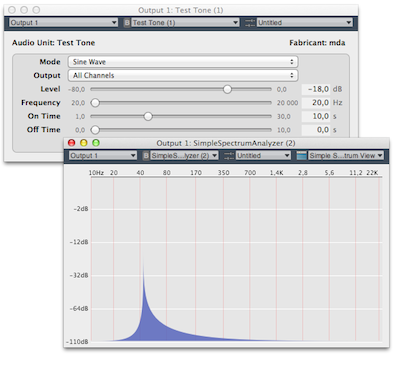 Output 1: Test Tone (1)
Output 1 Test Tone (1) Untitled
Audio Unit: Test Tone Fabricant: mda
Mode Sine Wave
Output All Channels
Level -80,0 0,0 -18,0 dB
Frequency 20,0 20 000 20,0 Hz
On Time 1,0 30,0 10,0 s
Off Time 0,0 10,0 0,0 s
Output 1: SimpleSpectrumAnalyzer (2)
Output 1 SimpleS...lyzer (2) Untitled Simple S...trum View
10Hz 20 40 80 170 350 700 1,4K 2,8 5,6 11,2 22K
-2dB
-12dB
-32dB
-64dB
-110dB